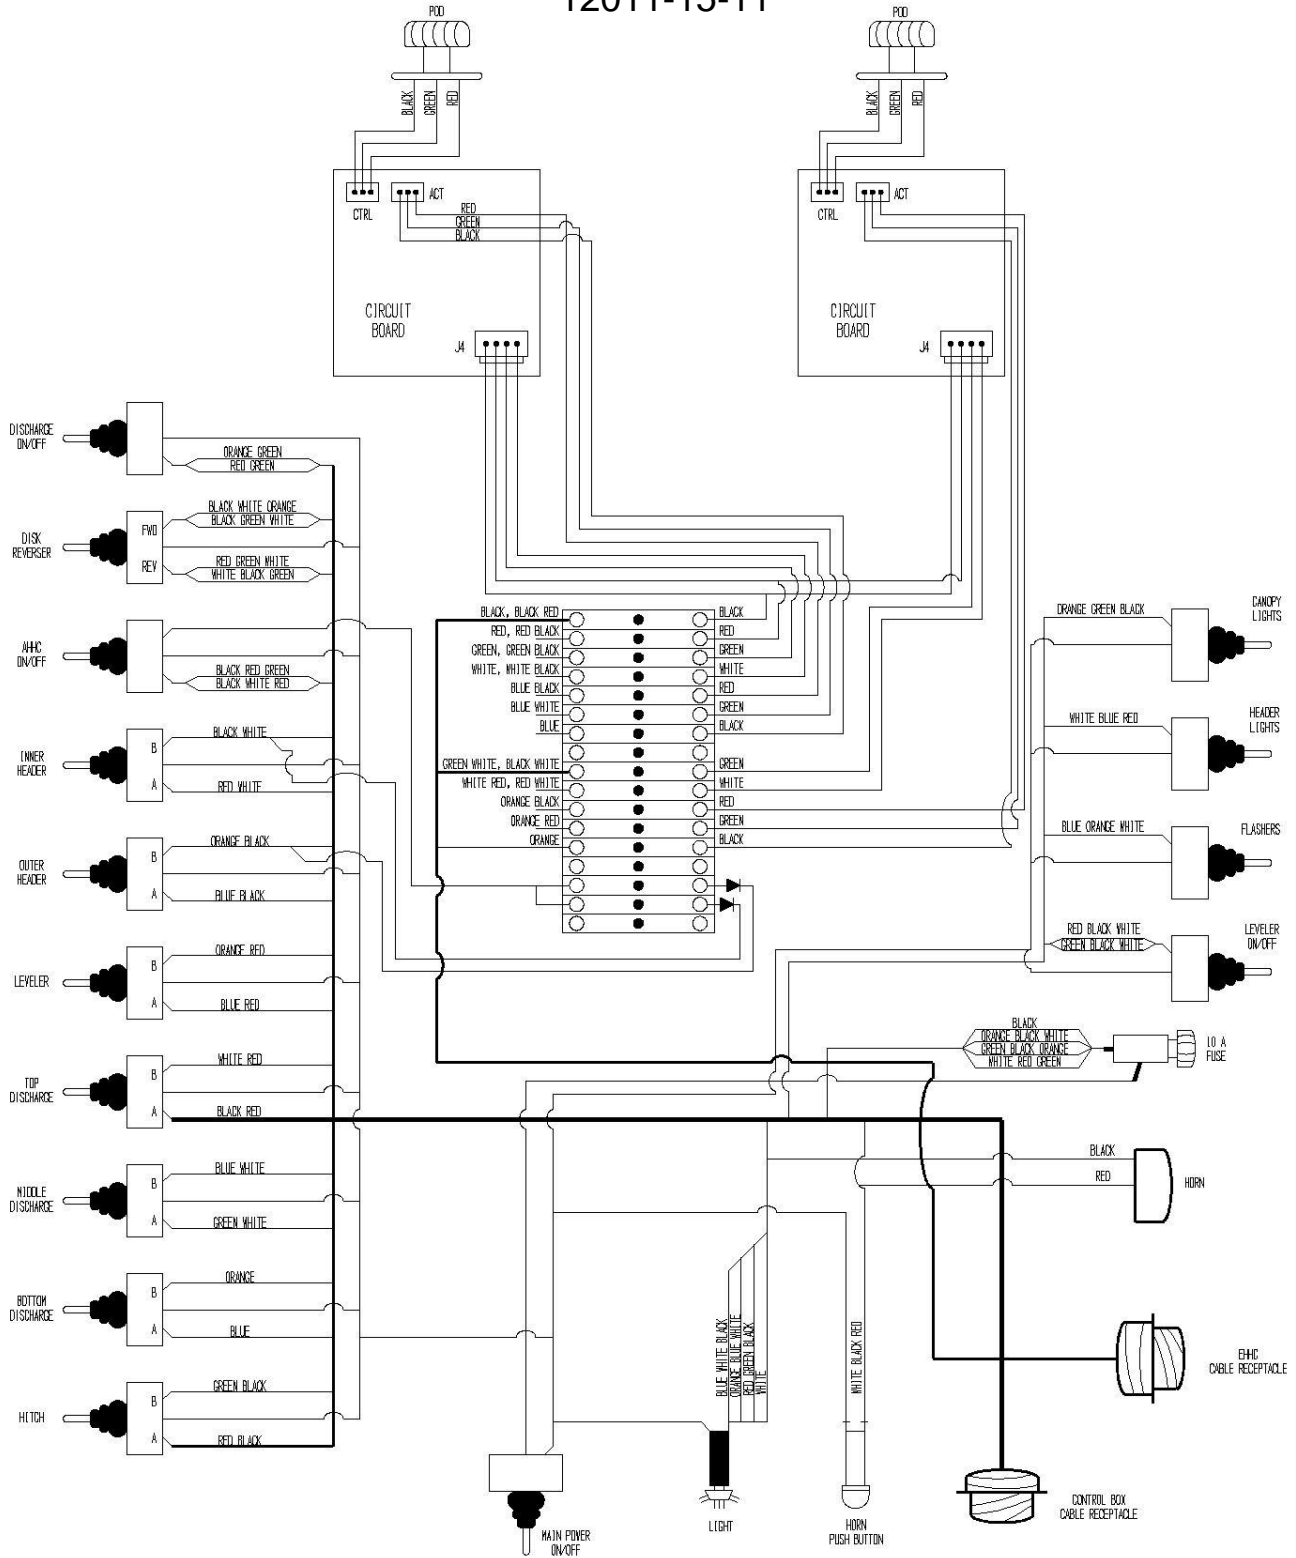 12011-15-11
POD
POD
BLACK
GREEN
RED
BLACK
GREEN
RED
CTRL
ACT
RED
GREEN
BLACK
CTRL
ACT
CIRCUIT
BOARD
J4
CIRCUIT
BOARD
J4
DISCHARGE
ON/OFF
ORANGE GREEN
RED GREEN
DISK
REVERSER
FWD
REV
BLACK WHITE ORANGE
BLACK GREEN WHITE
RED GREEN WHITE
WHITE BLACK GREEN
AHHC
ON/OFF
BLACK RED GREEN
BLACK WHITE RED
INNER
HEADER
B
A
BLACK WHITE
RED WHITE
OUTER
HEADER
B
A
ORANGE BLACK
BLUE BLACK
LEVELER
B
A
ORANGE RED
BLUE RED
TOP
DISCHARGE
B
A
WHITE RED
BLACK RED
MIDDLE
DISCHARGE
B
A
BLUE WHITE
GREEN WHITE
BOTTOM
DISCHARGE
B
A
ORANGE
BLUE
HITCH
B
A
GREEN BLACK
RED BLACK
BLACK, BLACK RED
RED, RED BLACK
GREEN, GREEN BLACK
WHITE, WHITE BLACK
BLUE BLACK
BLUE WHITE
BLUE
GREEN WHITE, BLACK WHITE
WHITE RED, RED WHITE
ORANGE BLACK
ORANGE RED
ORANGE
BLACK
RED
GREEN
WHITE
RED
GREEN
BLACK
GREEN
WHITE
RED
GREEN
BLACK
ORANGE GREEN BLACK
CANOPY
LIGHTS
WHITE BLUE RED
HEADER
LIGHTS
BLUE ORANGE WHITE
FLASHERS
RED BLACK WHITE
GREEN BLACK WHITE
LEVELER
ON/OFF
BLACK
ORANGE BLACK WHITE
GREEN BLACK ORANGE
WHITE RED GREEN
10 A
FUSE
BLACK
RED
HORN
BLUE WHITE BLACK
ORANGE BLUE WHITE
RED GREEN BLACK
WHITE
WHITE BLACK RED
EHHC
CABLE RECEPTACLE
CONTROL BOX
CABLE RECEPTACLE
MAIN POWER
ON/OFF
LIGHT
HORN
PUSH BUTTON